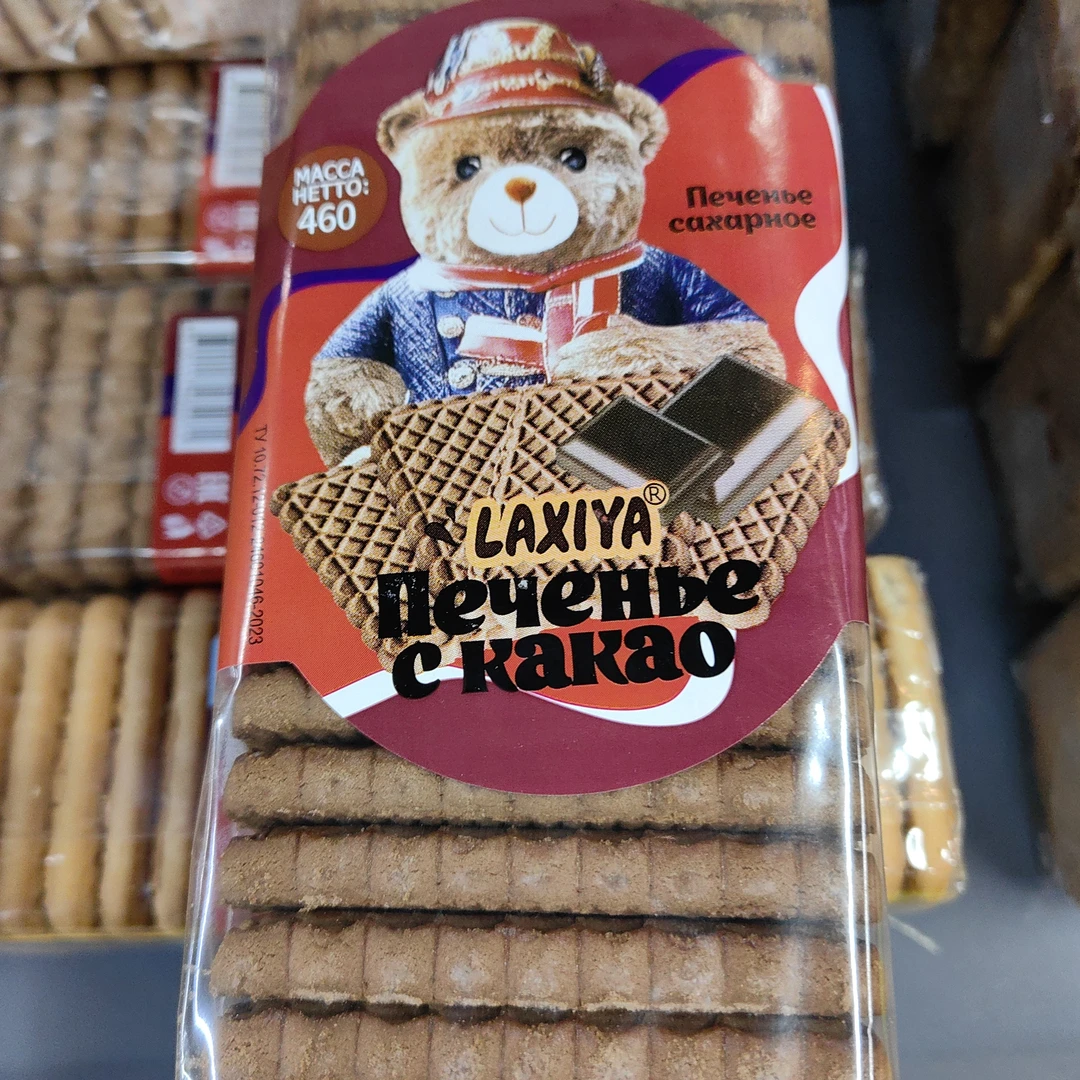 МАССА
НЕТТО:
460
Печенье
сахарное
LAXIYA®
Печенье
с какао